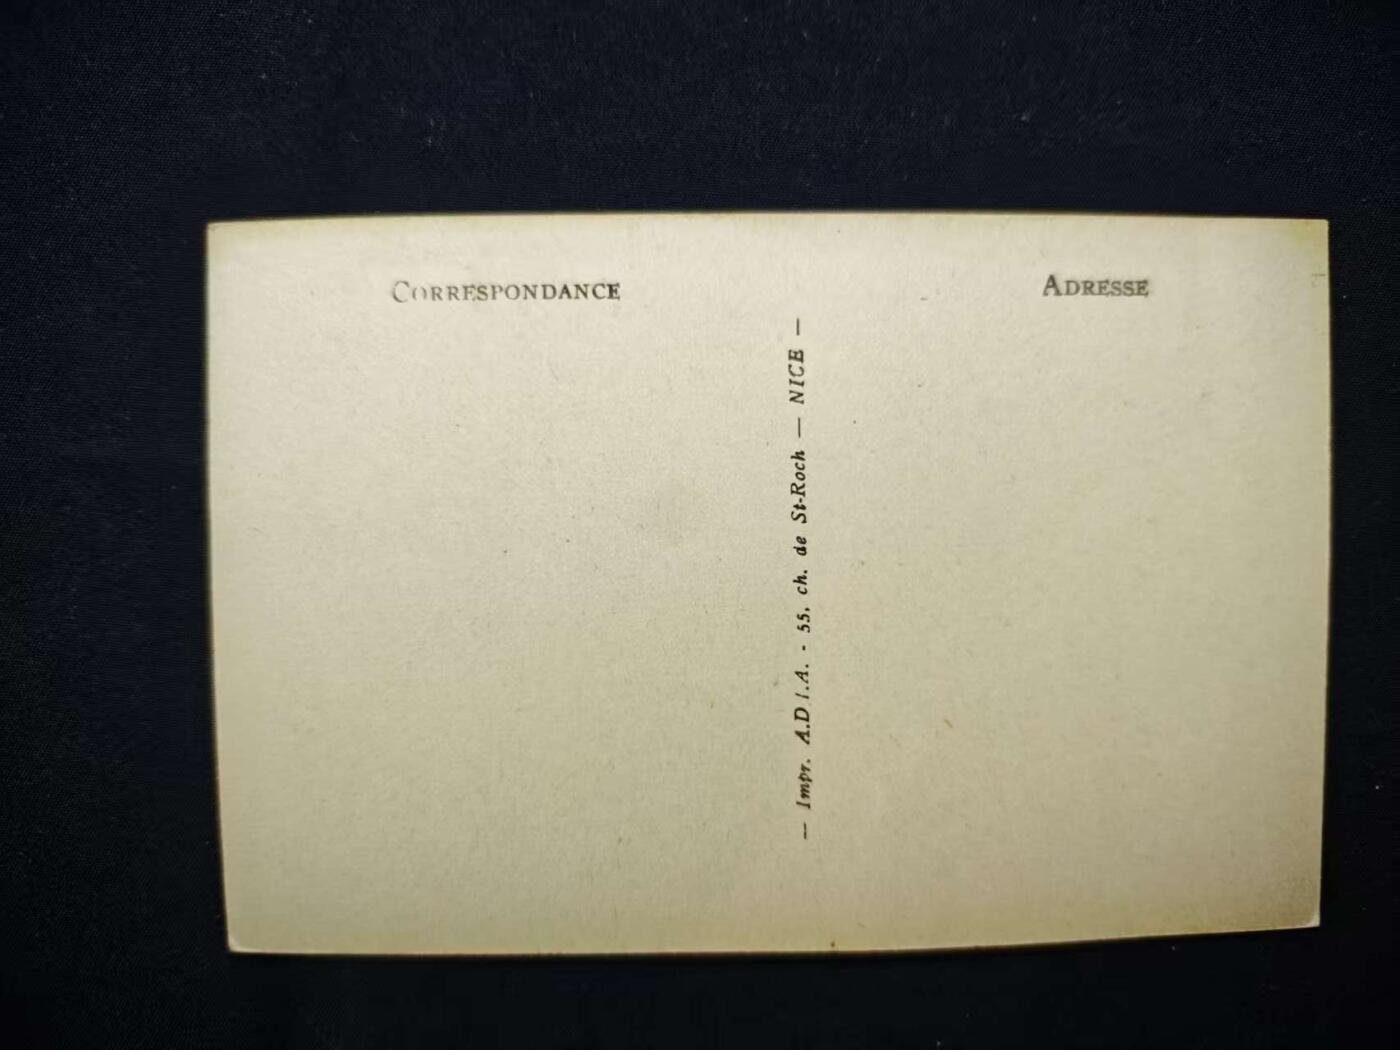 CORRESPONDANCE
ADRESSE
— Impr. A.D.I.A. - 55, ch. de St-Roch — NICE —